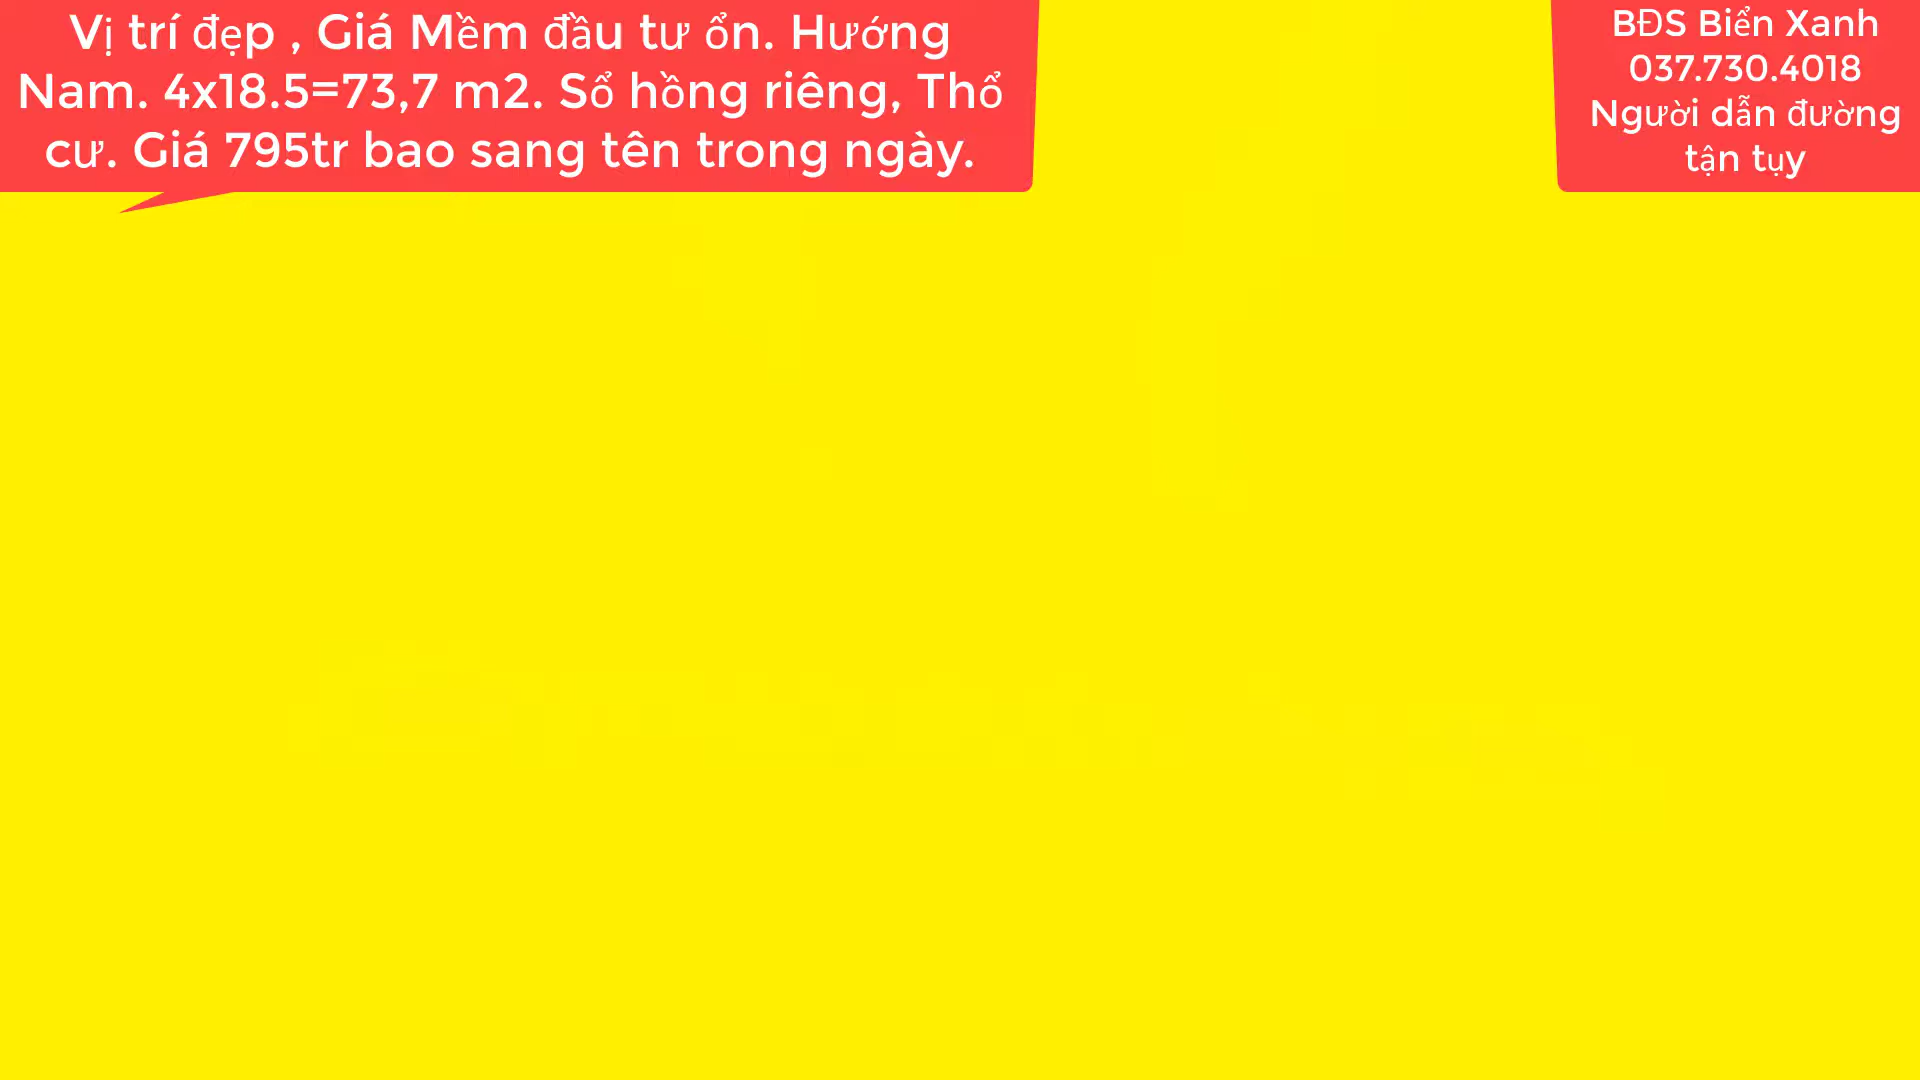 Vị trí đẹp , Giá Mềm đầu tư ổn. Hướng
Nam. 4x18.5=73,7 m2. Sổ hồng riêng, Thổ
cư. Giá 795tr bao sang tên trong ngày.
BĐS Biển Xanh
037.730.4018
Người dẫn đường
tận tụy